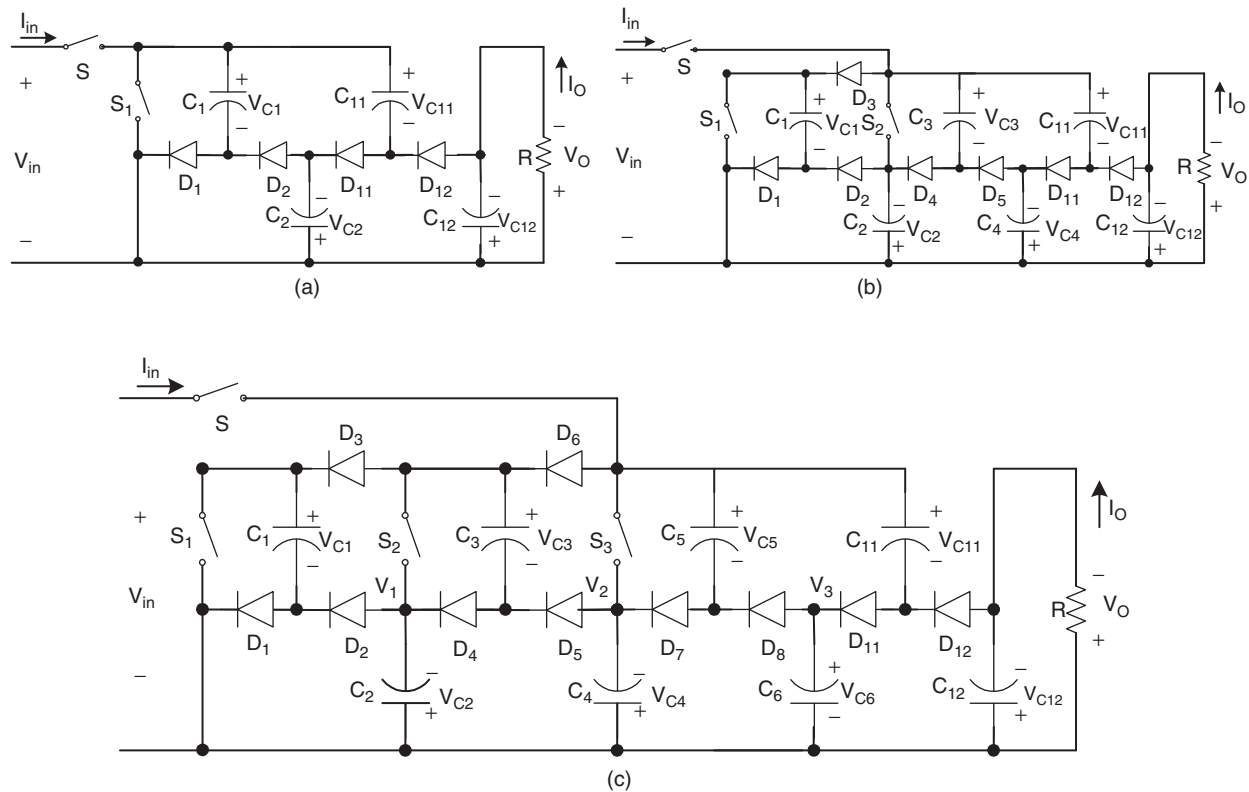 I_in
S
+
S_1
V_in
–
C_1
+
V_C1
–
C_11
+
V_C11
–
D_1
D_2
D_11
D_12
C_2
–
V_C2
+
C_12
–
V_C12
+
R
I_O
–
V_O
+
(a)
I_in
S
+
S_1
V_in
–
C_1
+
V_C1
–
D_3
S_2
C_3
+
V_C3
–
C_11
+
V_C11
–
D_1
D_2
D_4
D_5
D_11
D_12
C_2
–
V_C2
+
C_4
–
V_C4
+
C_12
–
V_C12
+
R
I_O
–
V_O
+
(b)
I_in
S
D_3
D_6
+
S_1
V_in
–
C_1
+
V_C1
–
S_2
C_3
+
V_C3
–
S_3
C_5
+
V_C5
–
C_11
+
V_C11
–
V_1
V_2
V_3
D_1
D_2
D_4
D_5
D_7
D_8
D_11
D_12
C_2
–
V_C2
+
C_4
–
V_C4
+
C_6
+
V_C6
–
C_12
–
V_C12
+
R
I_O
–
V_O
+
(c)